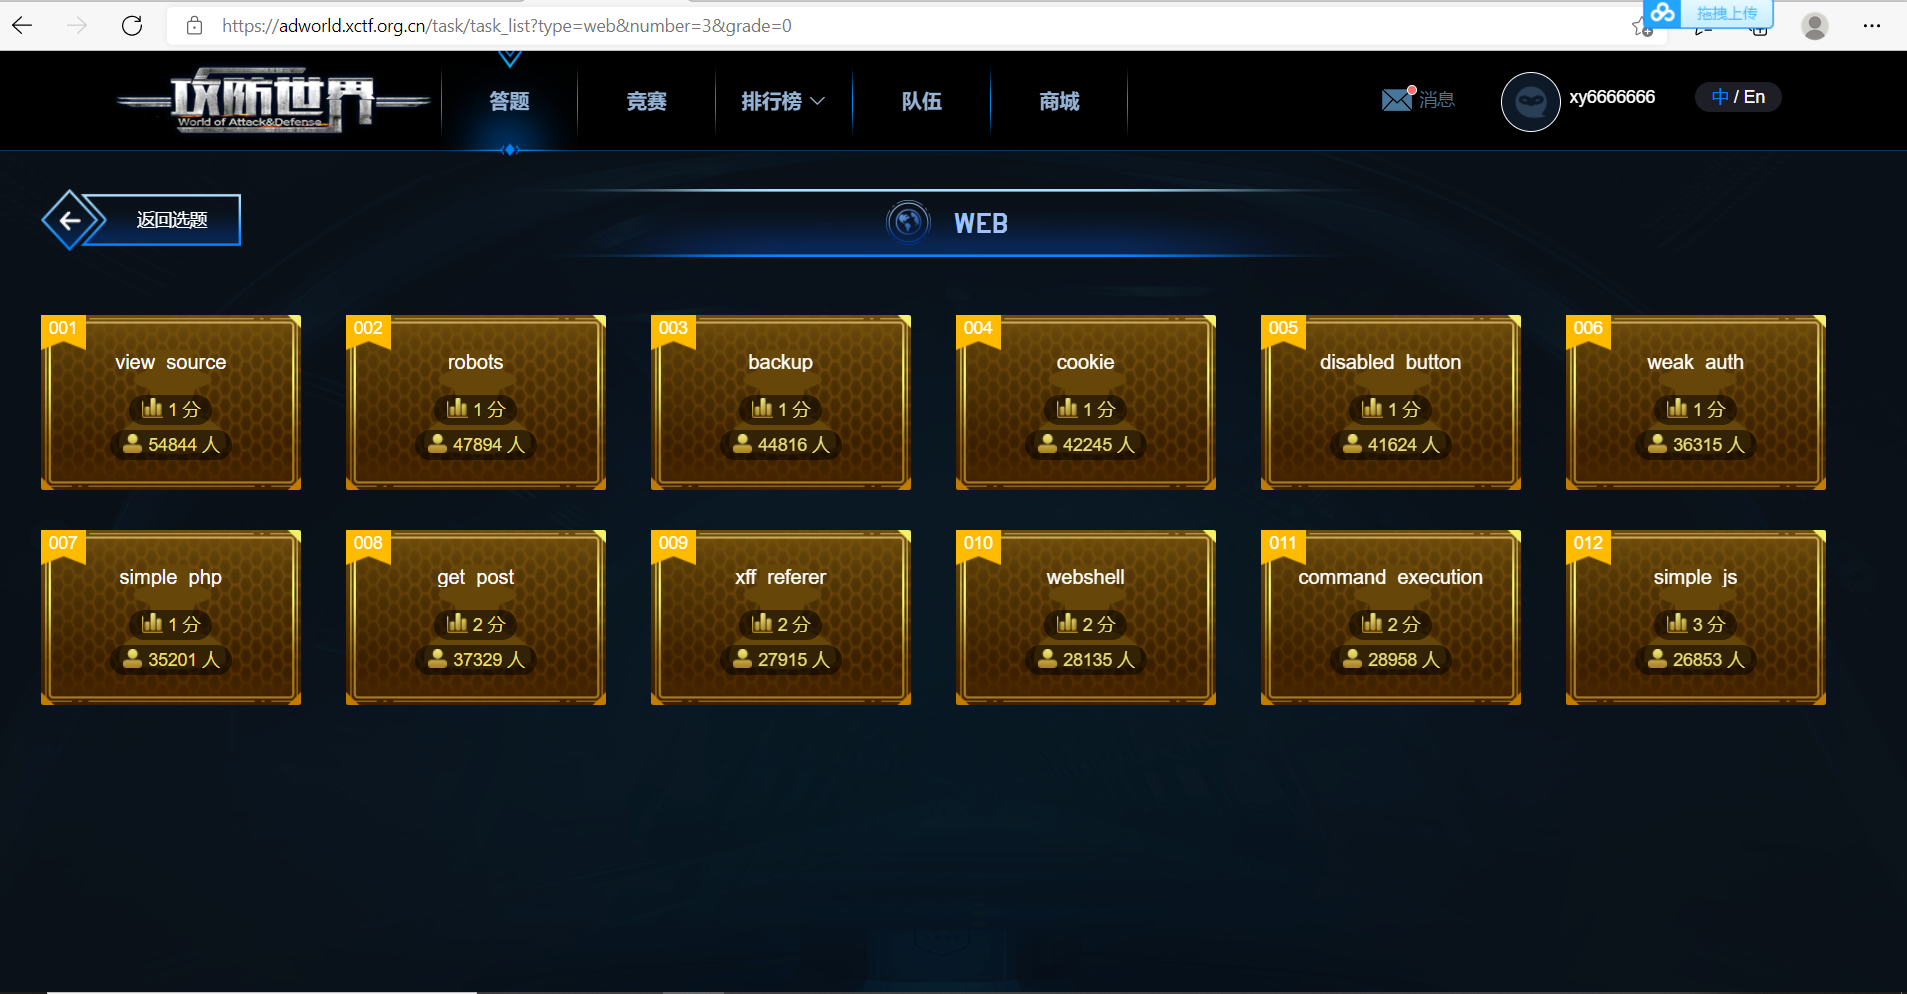 拖拽上传
https://adworld.xctf.org.cn/task/task_list?type=web&number=3&grade=0
攻防世界
World of Attack&Defense
答题
竞赛
排行榜
队伍
商城
消息
xy6666666
中 / En
返回选题
WEB
001
view source
1 分
54844 人
002
robots
1 分
47894 人
003
backup
1 分
44816 人
004
cookie
1 分
42245 人
005
disabled button
1 分
41624 人
006
weak auth
1 分
36315 人
007
simple php
1 分
35201 人
008
get post
2 分
37329 人
009
xff referer
2 分
27915 人
010
webshell
2 分
28135 人
011
command execution
2 分
28958 人
012
simple js
3 分
26853 人